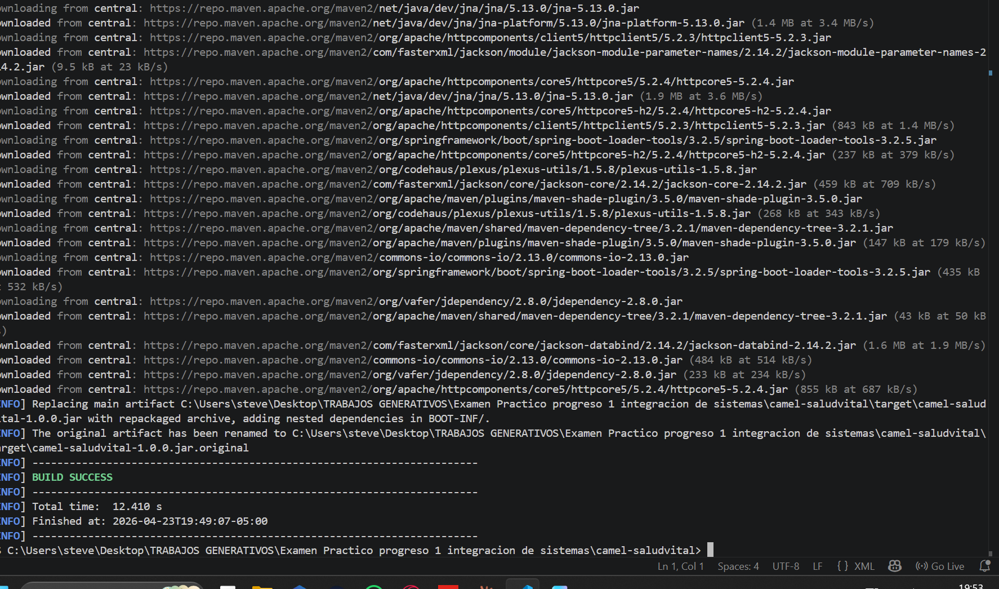 ownloading from central: https://repo.maven.apache.org/maven2/net/java/dev/jna/jna/5.13.0/jna-5.13.0.jar
ownloaded from central: https://repo.maven.apache.org/maven2/net/java/dev/jna/jna-platform/5.13.0/jna-platform-5.13.0.jar (1.4 MB at 3.4 MB/s)
ownloading from central: https://repo.maven.apache.org/maven2/org/apache/httpcomponents/client5/httpclient5/5.2.3/httpclient5-5.2.3.jar
ownloaded from central: https://repo.maven.apache.org/maven2/com/fasterxml/jackson/module/jackson-module-parameter-names/2.14.2/jackson-module-parameter-names-2
.4.2.jar (9.5 kB at 23 kB/s)
ownloading from central: https://repo.maven.apache.org/maven2/org/apache/httpcomponents/core5/httpcore5/5.2.4/httpcore5-5.2.4.jar
ownloaded from central: https://repo.maven.apache.org/maven2/net/java/dev/jna/jna/5.13.0/jna-5.13.0.jar (1.9 MB at 3.6 MB/s)
ownloading from central: https://repo.maven.apache.org/maven2/org/apache/httpcomponents/core5/httpcore5-h2/5.2.4/httpcore5-h2-5.2.4.jar
ownloaded from central: https://repo.maven.apache.org/maven2/org/apache/httpcomponents/client5/httpclient5/5.2.3/httpclient5-5.2.3.jar (843 kB at 1.4 MB/s)
ownloading from central: https://repo.maven.apache.org/maven2/org/springframework/boot/spring-boot-loader-tools/3.2.5/spring-boot-loader-tools-3.2.5.jar
ownloaded from central: https://repo.maven.apache.org/maven2/org/apache/httpcomponents/core5/httpcore5-h2/5.2.4/httpcore5-h2-5.2.4.jar (237 kB at 379 kB/s)
ownloading from central: https://repo.maven.apache.org/maven2/org/codehaus/plexus/plexus-utils/1.5.8/plexus-utils-1.5.8.jar
ownloaded from central: https://repo.maven.apache.org/maven2/com/fasterxml/jackson/core/jackson-core/2.14.2/jackson-core-2.14.2.jar (459 kB at 709 kB/s)
ownloading from central: https://repo.maven.apache.org/maven2/org/apache/maven/plugins/maven-shade-plugin/3.5.0/maven-shade-plugin-3.5.0.jar
ownloaded from central: https://repo.maven.apache.org/maven2/org/codehaus/plexus/plexus-utils/1.5.8/plexus-utils-1.5.8.jar (268 kB at 343 kB/s)
ownloading from central: https://repo.maven.apache.org/maven2/org/apache/maven/shared/maven-dependency-tree/3.2.1/maven-dependency-tree-3.2.1.jar
ownloaded from central: https://repo.maven.apache.org/maven2/org/apache/maven/plugins/maven-shade-plugin/3.5.0/maven-shade-plugin-3.5.0.jar (147 kB at 179 kB/s)
ownloading from central: https://repo.maven.apache.org/maven2/commons-io/commons-io/2.13.0/commons-io-2.13.0.jar
ownloaded from central: https://repo.maven.apache.org/maven2/org/springframework/boot/spring-boot-loader-tools/3.2.5/spring-boot-loader-tools-3.2.5.jar (435 kB
532 kB/s)
ownloading from central: https://repo.maven.apache.org/maven2/org/vafer/jdependency/2.8.0/jdependency-2.8.0.jar
ownloaded from central: https://repo.maven.apache.org/maven2/org/apache/maven/shared/maven-dependency-tree/3.2.1/maven-dependency-tree-3.2.1.jar (43 kB at 50 kB
)
ownloaded from central: https://repo.maven.apache.org/maven2/com/fasterxml/jackson/core/jackson-databind/2.14.2/jackson-databind-2.14.2.jar (1.6 MB at 1.9 MB/s)
ownloaded from central: https://repo.maven.apache.org/maven2/commons-io/commons-io/2.13.0/commons-io-2.13.0.jar (484 kB at 514 kB/s)
ownloaded from central: https://repo.maven.apache.org/maven2/org/vafer/jdependency/2.8.0/jdependency-2.8.0.jar (233 kB at 234 kB/s)
ownloaded from central: https://repo.maven.apache.org/maven2/org/apache/httpcomponents/core5/httpcore5/5.2.4/httpcore5-5.2.4.jar (855 kB at 687 kB/s)
INFO] Replacing main artifact C:\Users\steve\Desktop\TRABAJOS GENERATIVOS\Examen Practico progreso 1 integracion de sistemas\camel-saludvital\target\camel-salud
tal-1.0.0.jar with repackaged archive, adding nested dependencies in BOOT-INF/.
INFO] The original artifact has been renamed to C:\Users\steve\Desktop\TRABAJOS GENERATIVOS\Examen Practico progreso 1 integracion de sistemas\camel-saludvital\
rget\camel-saludvital-1.0.0.jar.original
INFO] ------------------------------------------------------------------------
INFO] BUILD SUCCESS
INFO] ------------------------------------------------------------------------
INFO] Total time:  12.410 s
INFO] Finished at: 2026-04-23T19:49:07-05:00
INFO] ------------------------------------------------------------------------
C:\Users\steve\Desktop\TRABAJOS GENERATIVOS\Examen Practico progreso 1 integracion de sistemas\camel-saludvital>
Ln 1, Col 1 Spaces: 4 UTF-8 LF { } XML Go Live
19:53